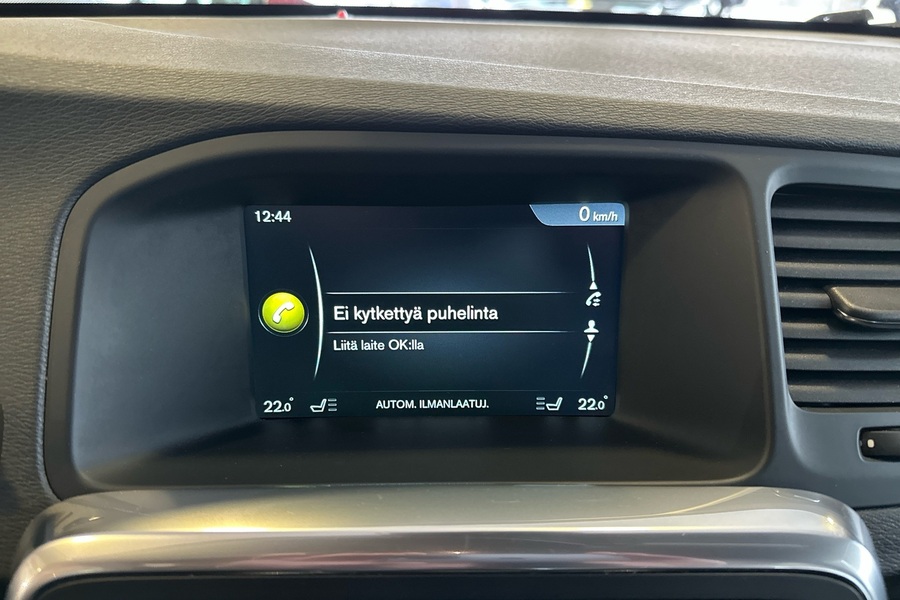 12:44
0 km/h
Ei kytkettyä puhelinta
Liitä laite OK:lla
22.0°
AUTOM. ILMANLAATUJ.
22.0°